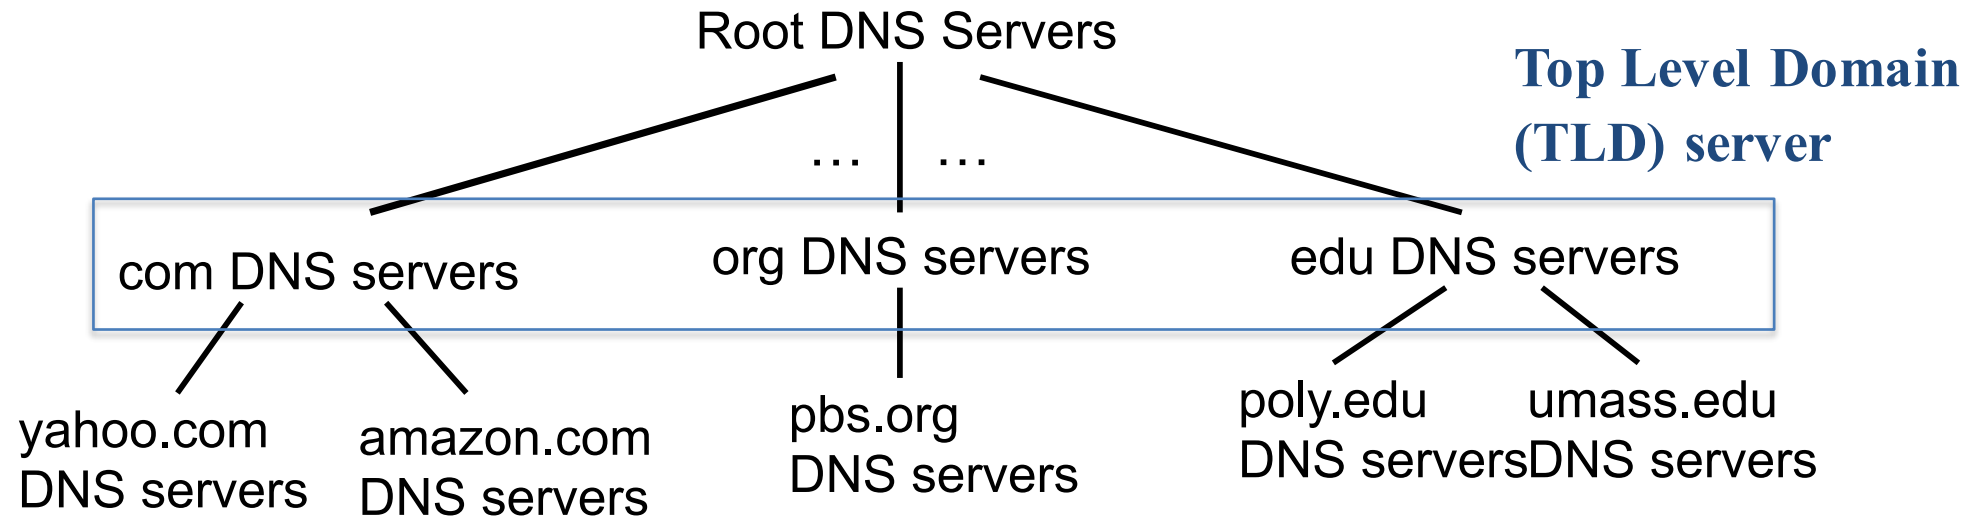 Root DNS Servers
Top Level Domain
(TLD) server
… …
com DNS servers
org DNS servers
edu DNS servers
yahoo.com
DNS servers
amazon.com
DNS servers
pbs.org
DNS servers
poly.edu
DNS servers
umass.edu
DNS servers